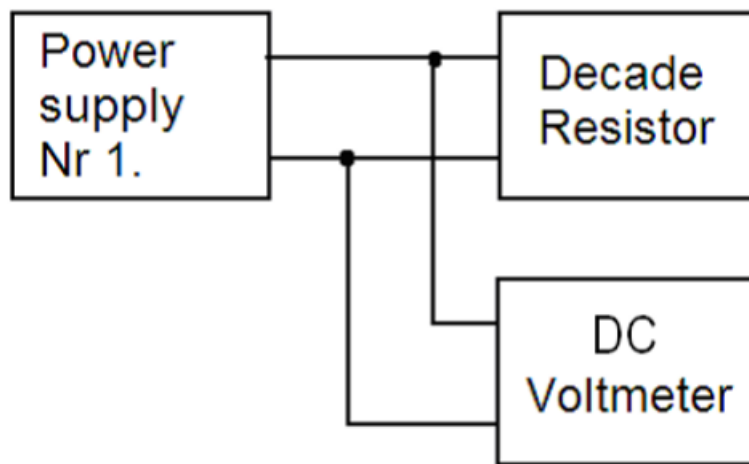 Power
supply
Nr 1.
Decade
Resistor
DC
Voltmeter